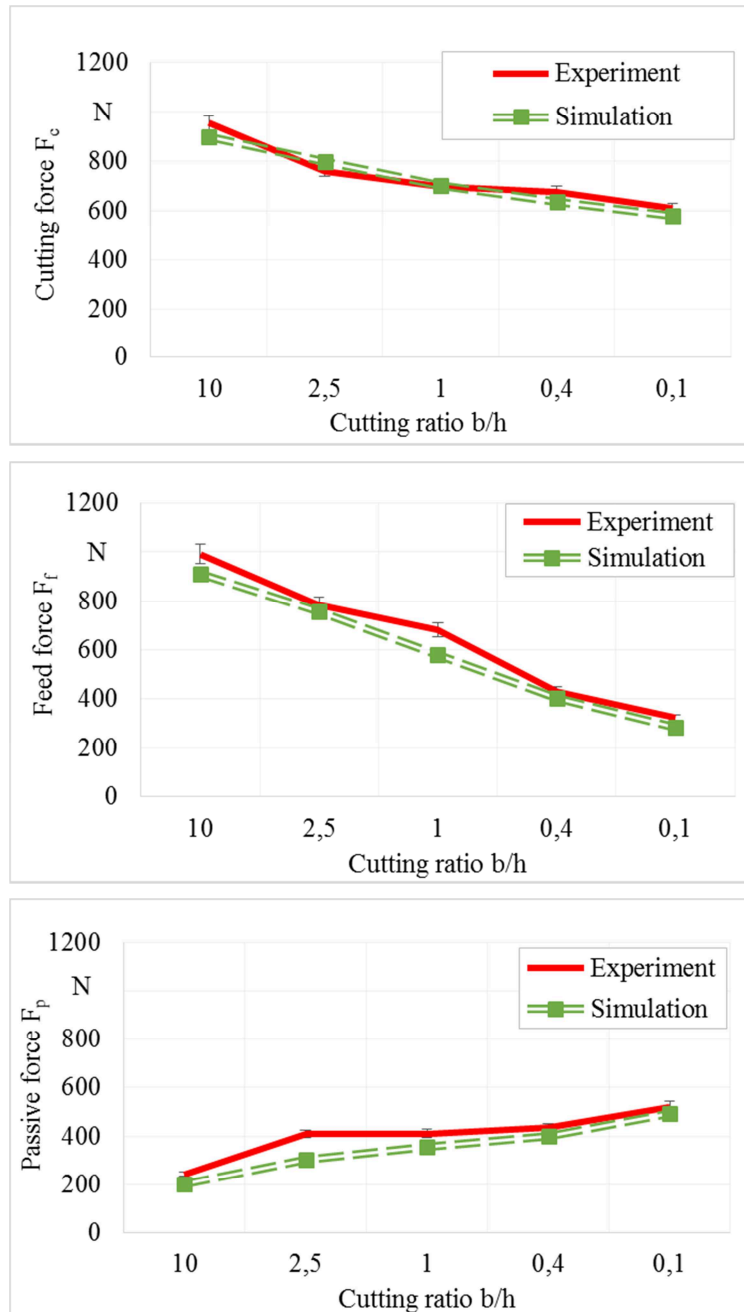 1200
N
800
600
400
200
0
Cutting force Fc
Experiment
Simulation
10 2,5 1 0,4 0,1
Cutting ratio b/h
1200
N
800
600
400
200
0
Feed force Ff
Experiment
Simulation
10 2,5 1 0,4 0,1
Cutting ratio b/h
1200
N
800
600
400
200
0
Passive force Fp
Experiment
Simulation
10 2,5 1 0,4 0,1
Cutting ratio b/h